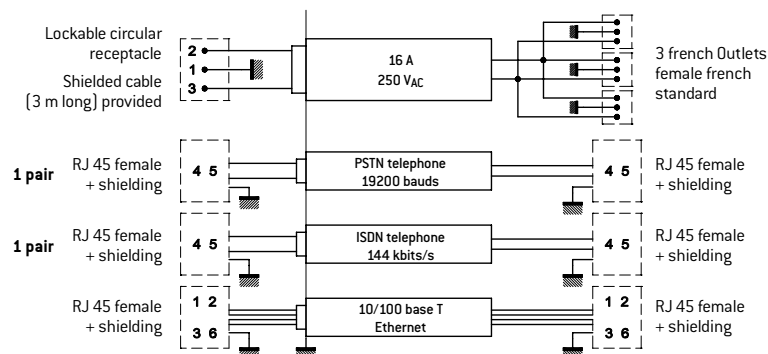 Lockable circular
receptacle
Shielded cable
(3 m long) provided
2
1
3
16 A
250 VAC
3 french Outlets
female french
standard
1 pair
RJ 45 female
+ shielding
4 5
PSTN telephone
19200 bauds
4 5
RJ 45 female
+ shielding
1 pair
RJ 45 female
+ shielding
4 5
ISDN telephone
144 kbits/s
4 5
RJ 45 female
+ shielding
RJ 45 female
+ shielding
1 2
3 6
10/100 base T
Ethernet
1 2
3 6
RJ 45 female
+ shielding